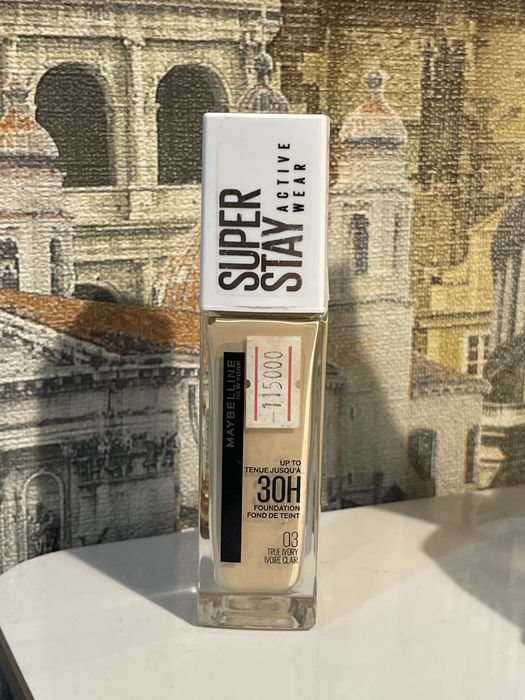 SUPER
STAY
ACTIVE
WEAR
MAYBELLINE
NEW YORK
115000
UP TO
TENUE JUSQU'A
30H
FOUNDATION
FOND DE TEINT
03
TRUE IVORY
IVOIRE CLAIR